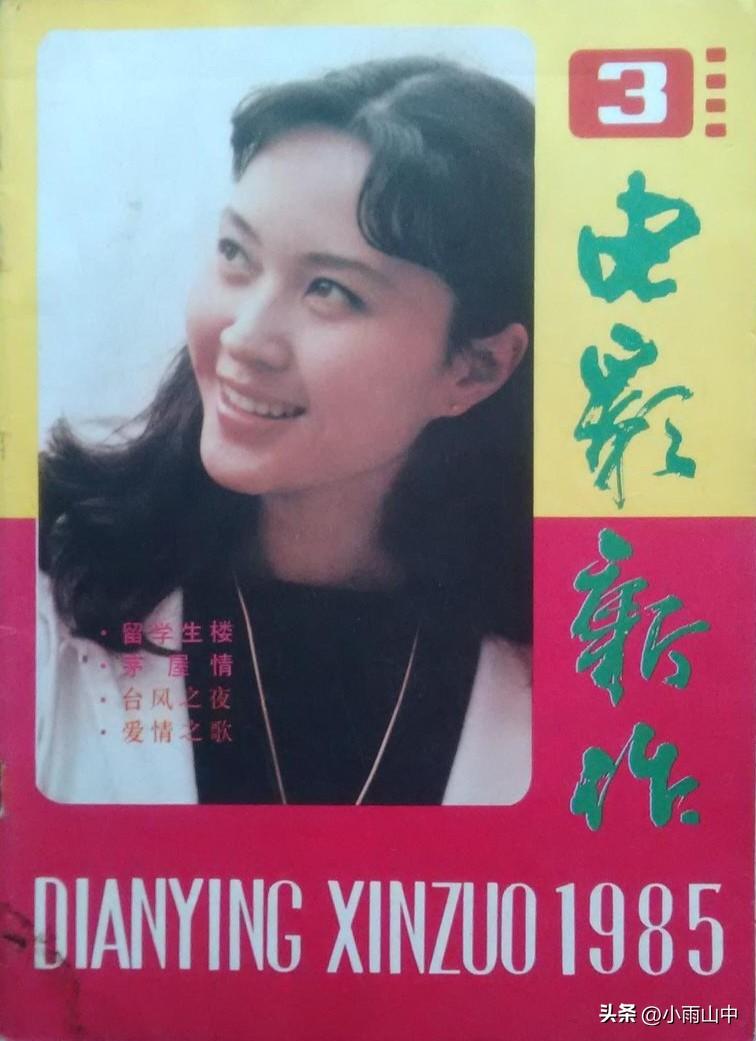 3
电影新作
· 留学生楼
· 茅屋情
· 台风之夜
· 爱情之歌
DIANYING XINZUO 1985
头条 @小雨山中